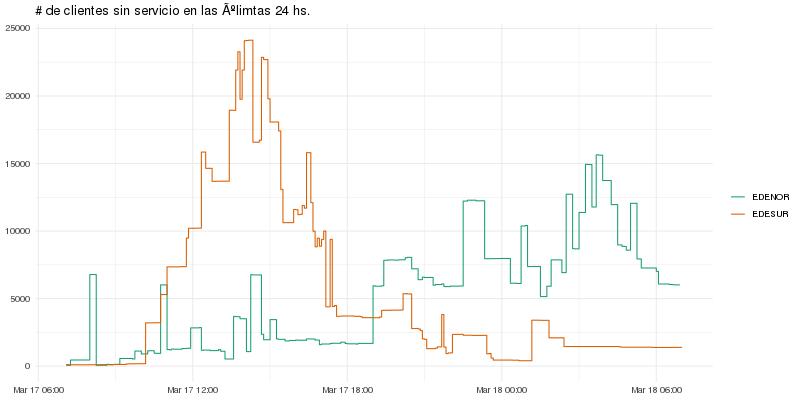 # de clientes sin servicio en las Ãºlimtas 24 hs.
25000
20000
15000
10000
5000
0
EDENOR
EDESUR
Mar 17 06:00 Mar 17 12:00 Mar 17 18:00 Mar 18 00:00 Mar 18 06:00